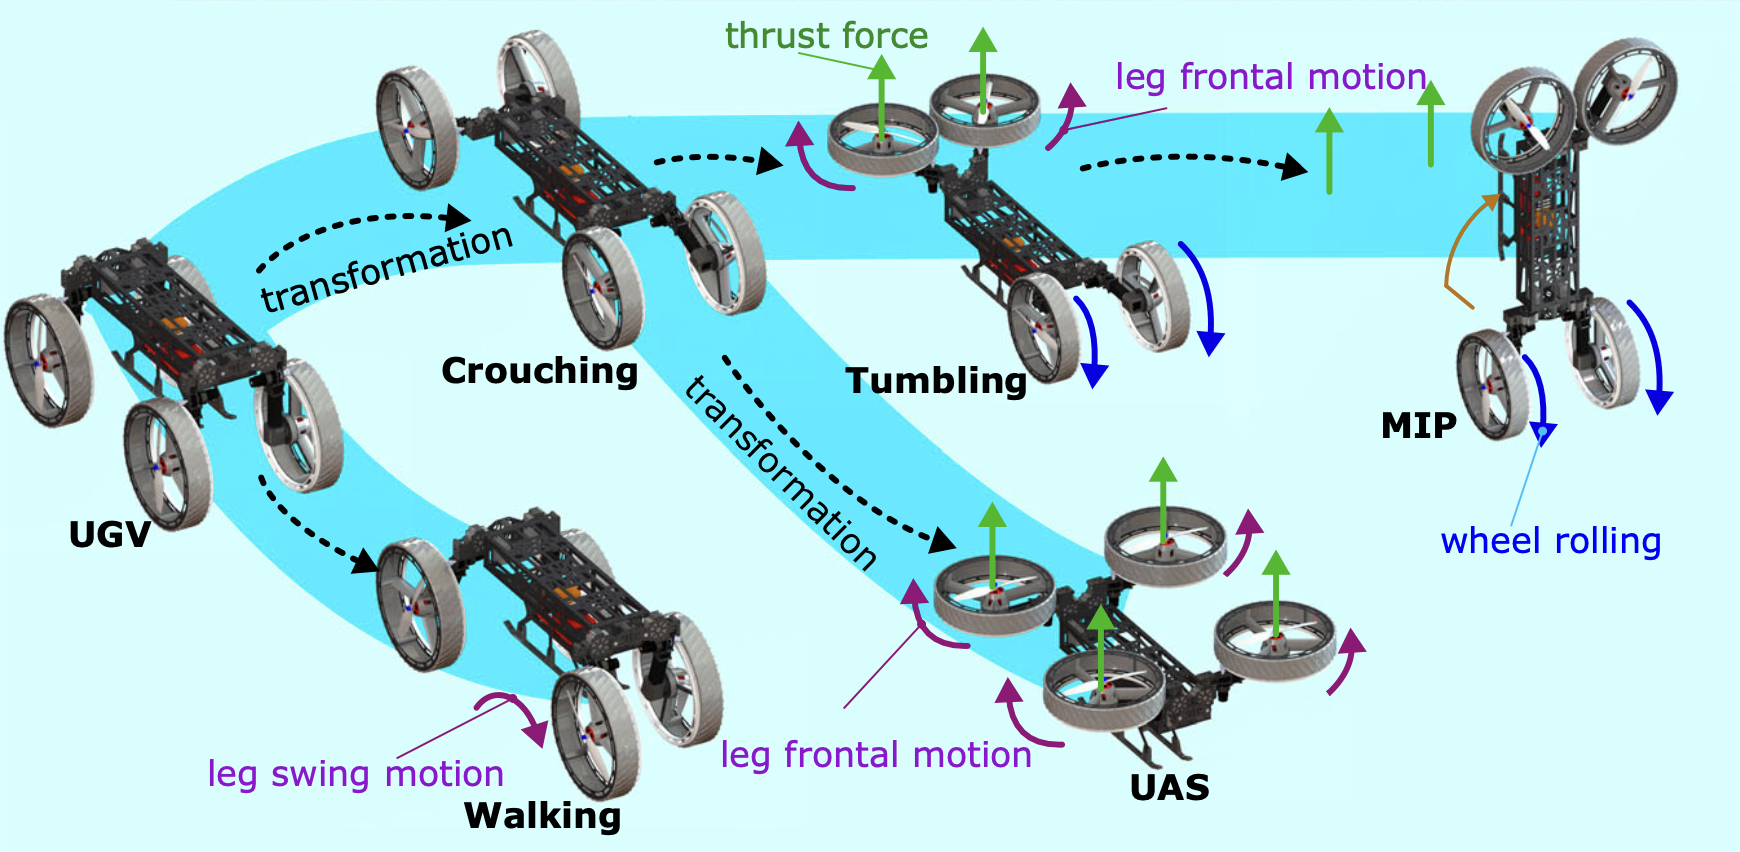 thrust force
leg frontal motion
transformation
Crouching
Tumbling
MIP
UGV
transformation
wheel rolling
leg swing motion
leg frontal motion
Walking
UAS